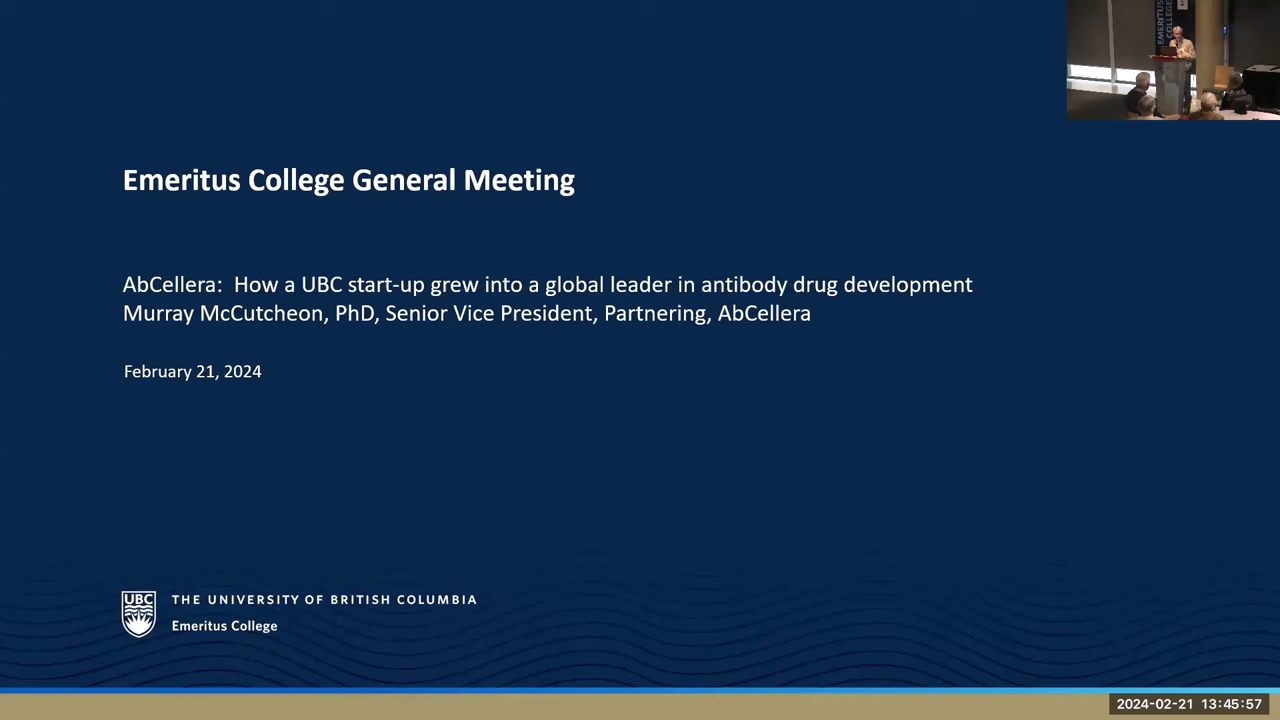 EMERITUS
COLLEGE
Emeritus College General Meeting
AbCellera: How a UBC start-up grew into a global leader in antibody drug development
Murray McCutcheon, PhD, Senior Vice President, Partnering, AbCellera
February 21, 2024
UBC
THE UNIVERSITY OF BRITISH COLUMBIA
Emeritus College
2024-02-21 13:45:57